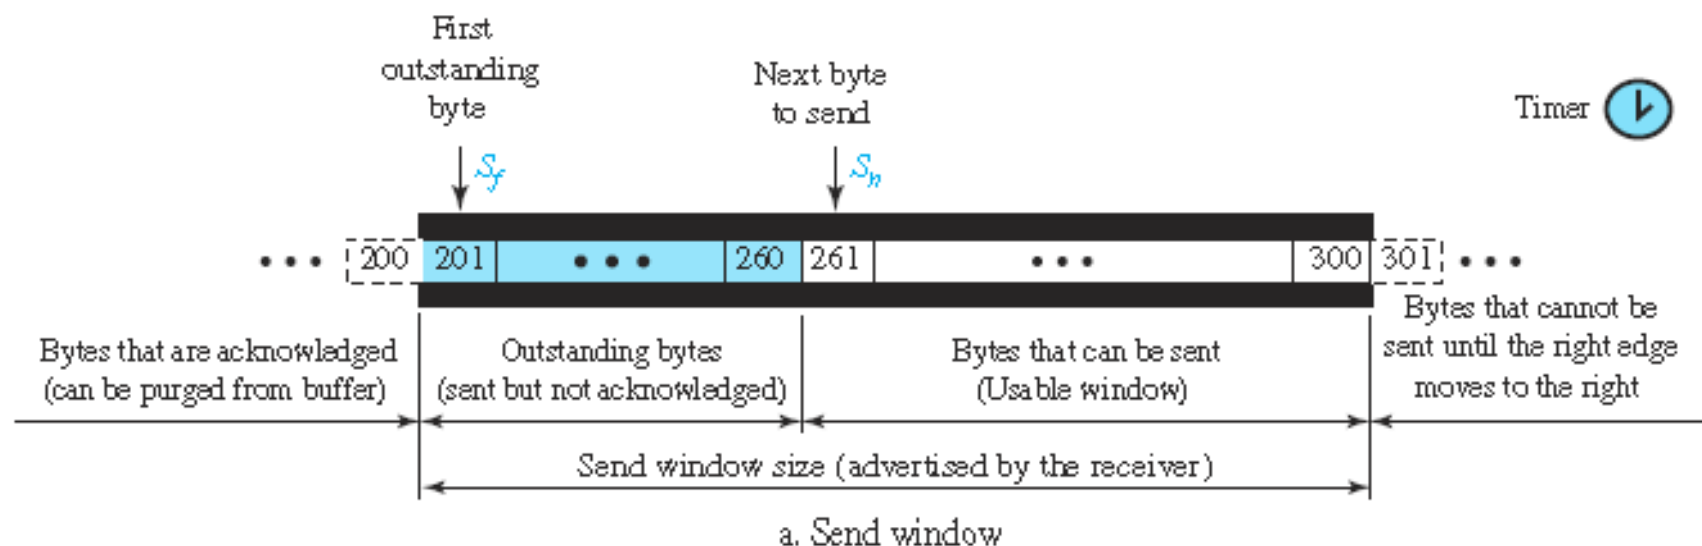 First
outstanding
byte
Next byte
to send
Timer
S_f
S_n
••• 200 201 ••• 260 261 ••• 300 301 •••
Bytes that are acknowledged
(can be purged from buffer)
Outstanding bytes
(sent but not acknowledged)
Bytes that can be sent
(Usable window)
Bytes that cannot be
sent until the right edge
moves to the right
Send window size (advertised by the receiver)
a. Send window